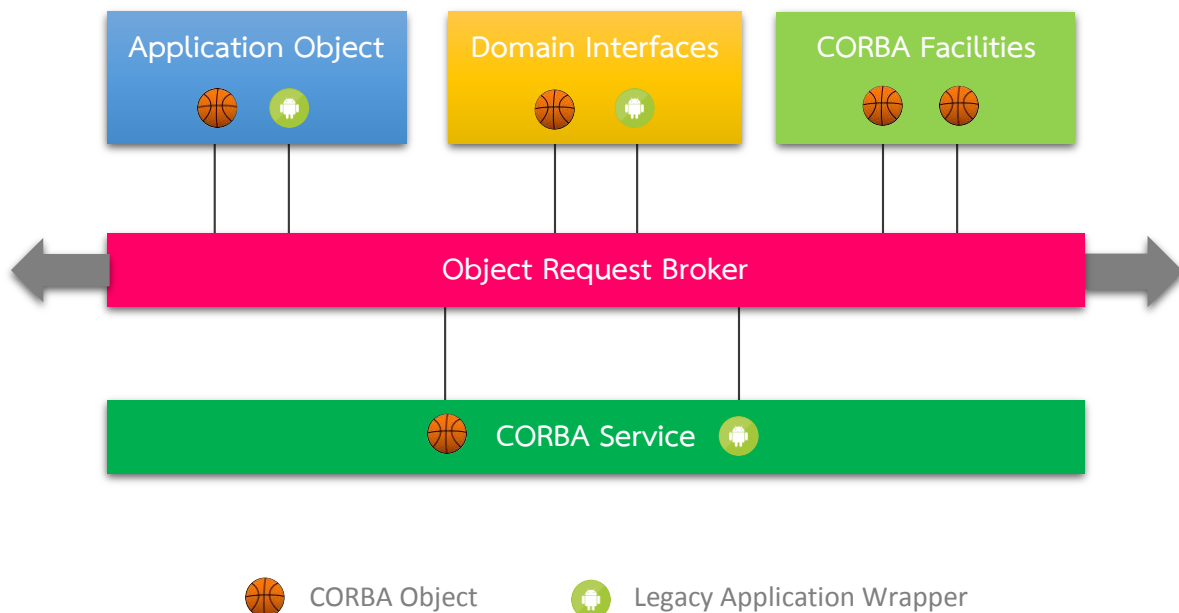 Application Object
Domain Interfaces
CORBA Facilities
Object Request Broker
CORBA Service
CORBA Object
Legacy Application Wrapper